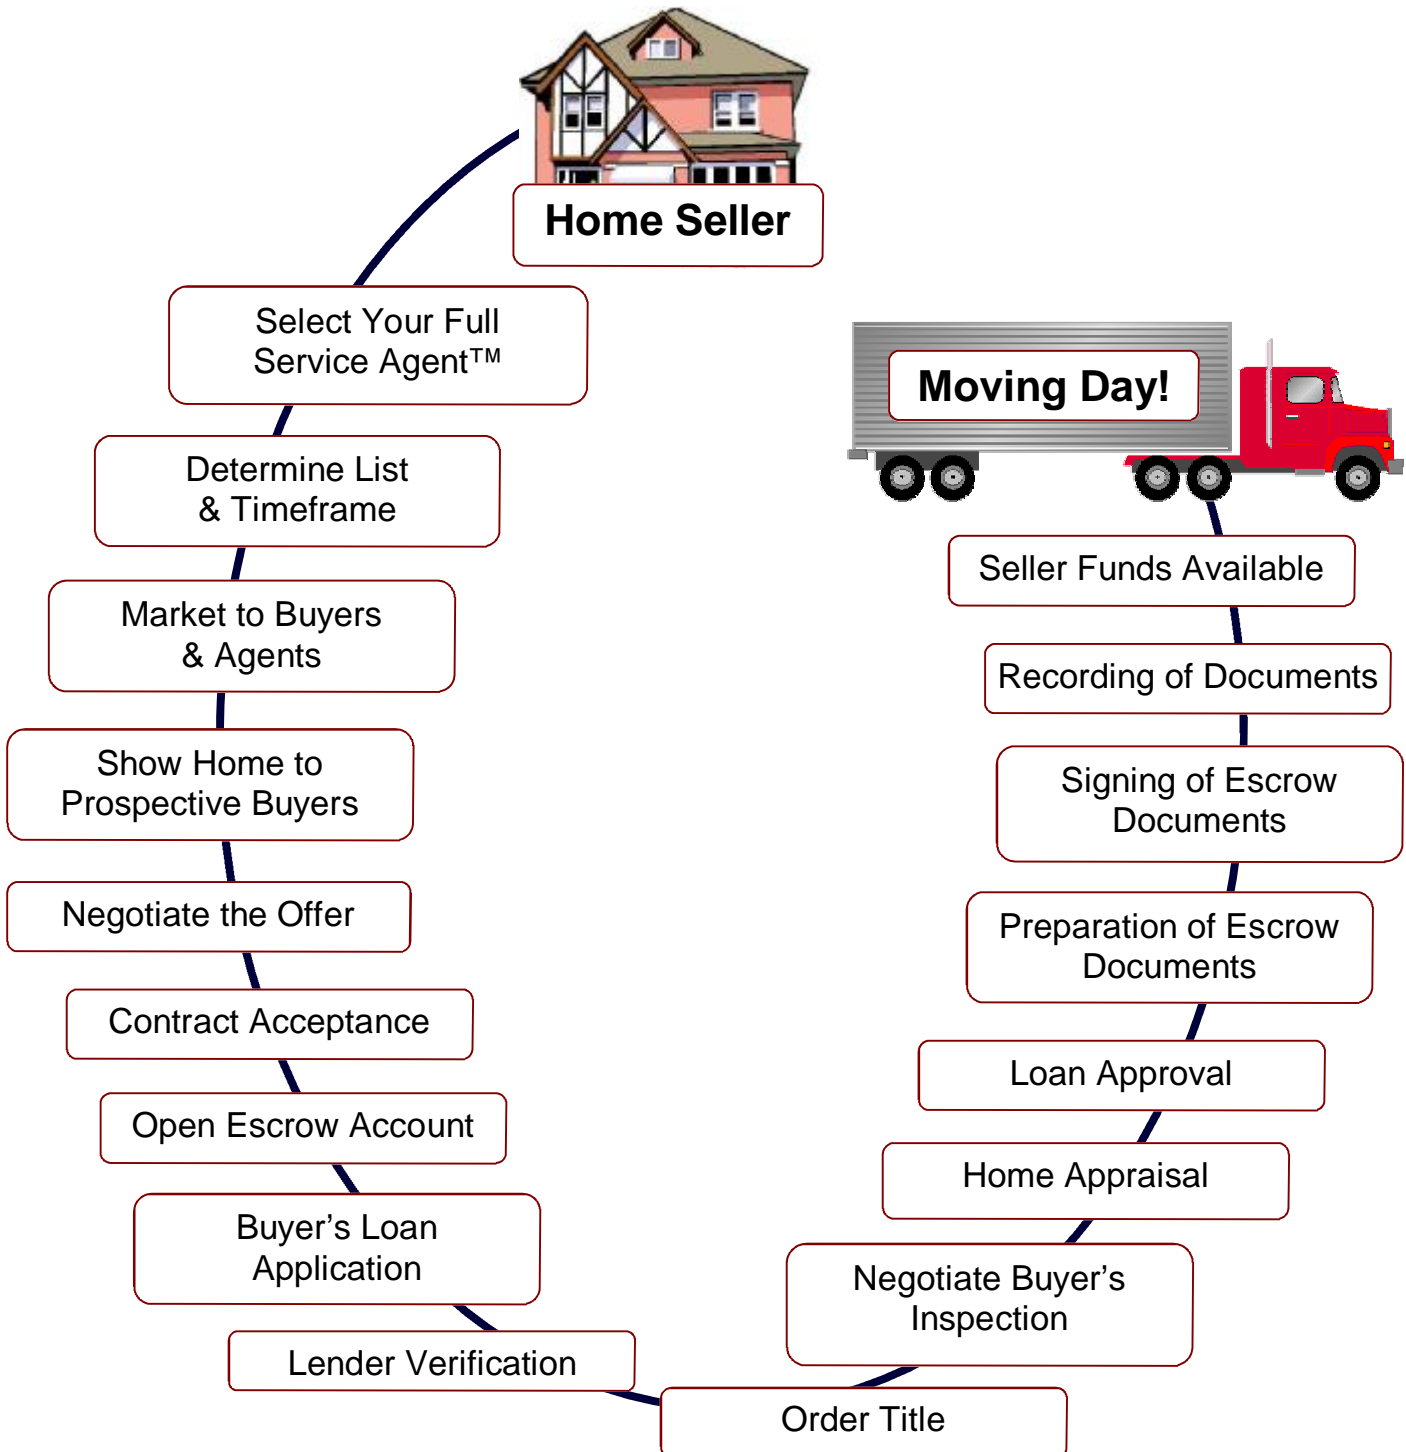 Home Seller
Select Your Full
Service Agent™
Determine List
& Timeframe
Market to Buyers
& Agents
Show Home to
Prospective Buyers
Negotiate the Offer
Contract Acceptance
Open Escrow Account
Buyer’s Loan
Application
Lender Verification
Order Title
Negotiate Buyer’s
Inspection
Home Appraisal
Loan Approval
Preparation of Escrow
Documents
Signing of Escrow
Documents
Recording of Documents
Seller Funds Available
Moving Day!